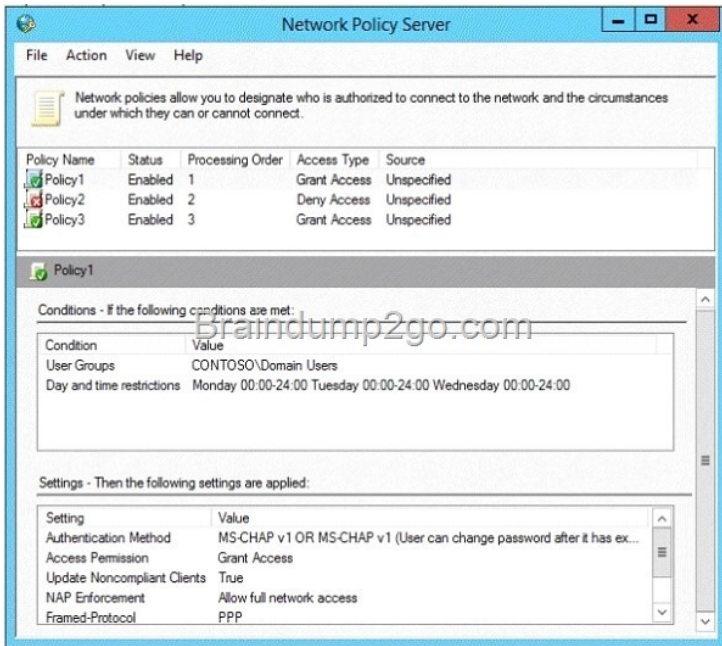 Network Policy Server
File Action View Help
Network policies allow you to designate who is authorized to connect to the network and the circumstances
under which they can or cannot connect.
Policy Name Status Processing Order Access Type Source
Policy1 Enabled 1 Grant Access Unspecified
Policy2 Enabled 2 Deny Access Unspecified
Policy3 Enabled 3 Grant Access Unspecified
Policy1
Conditions - If the following conditions are met:
Braindump2go.com
Condition Value
User Groups CONTOSO\Domain Users
Day and time restrictions Monday 00:00-24:00 Tuesday 00:00-24:00 Wednesday 00:00-24:00
Settings - Then the following settings are applied:
Setting Value
Authentication Method MS-CHAP v1 OR MS-CHAP v1 (User can change password after it has ex...
Access Permission Grant Access
Update Noncompliant Clients True
NAP Enforcement Allow full network access
Framed-Protocol PPP